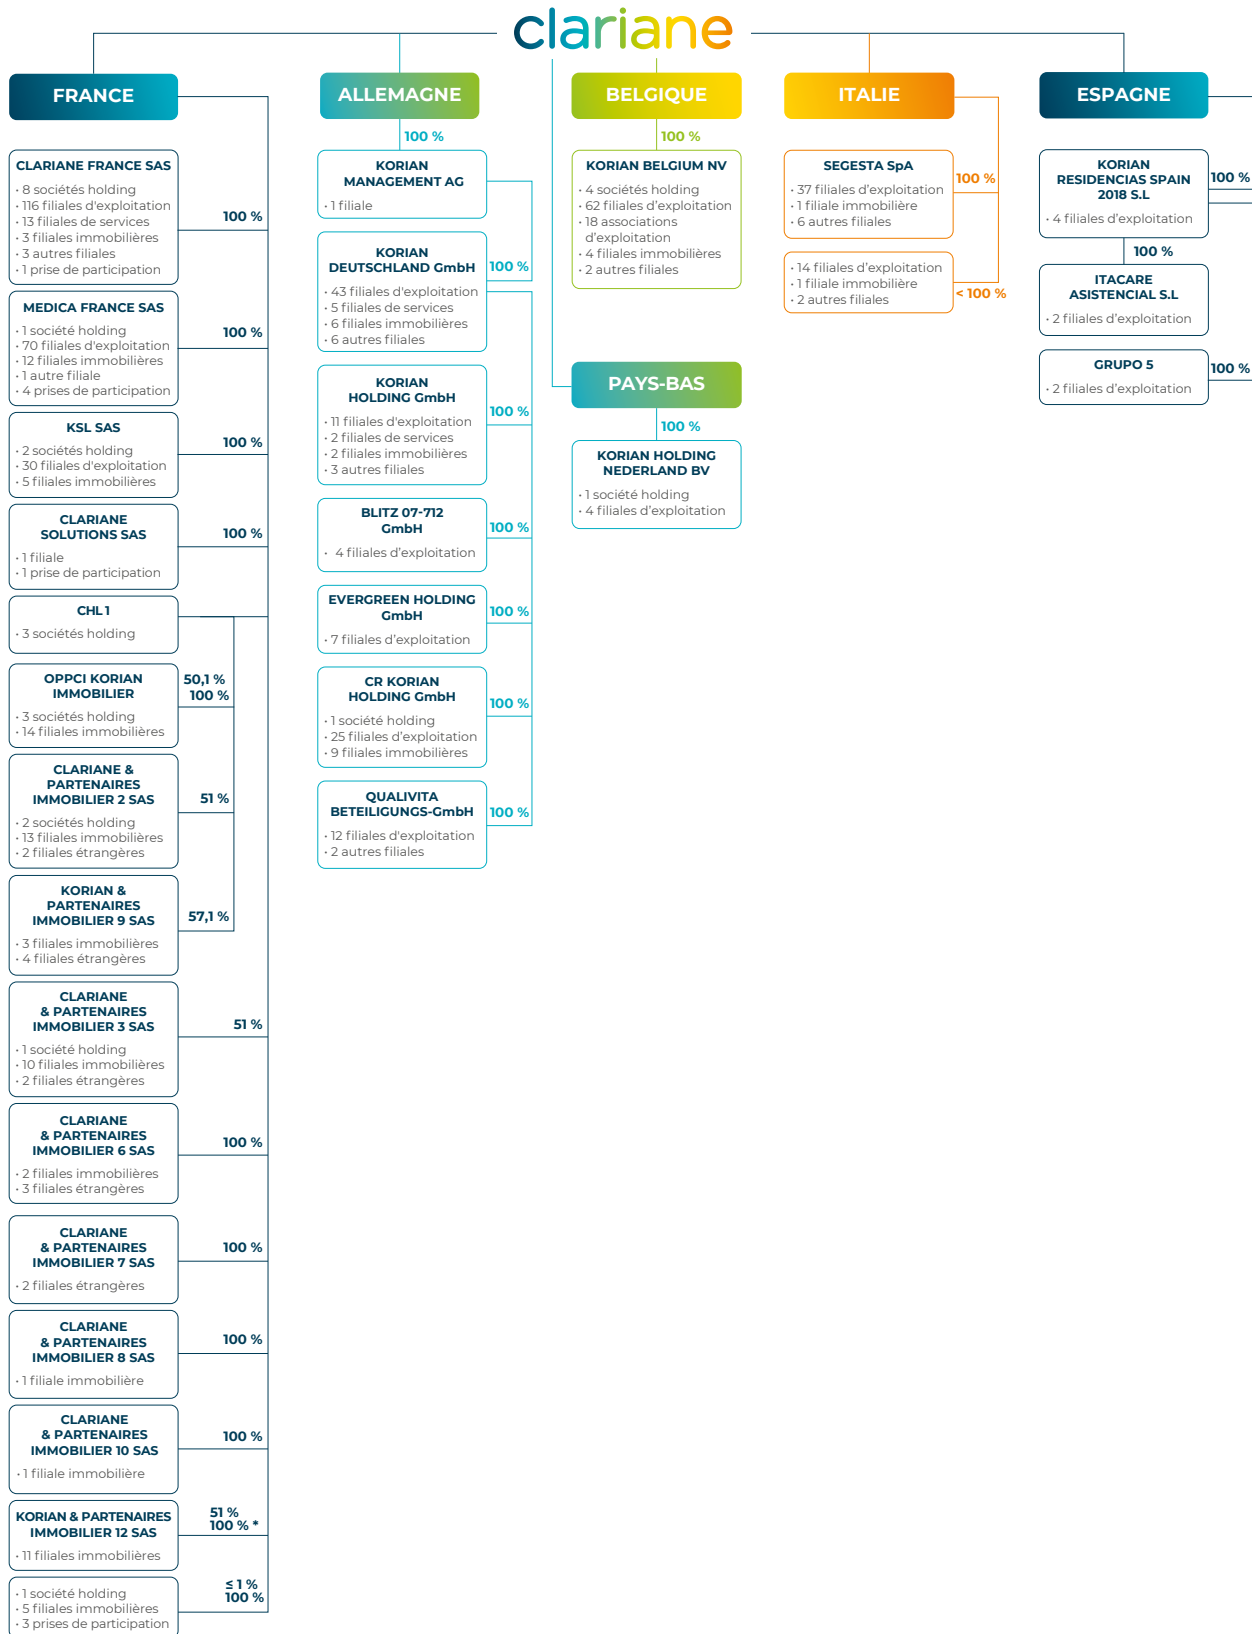 clariane
FRANCE
CLARIANE FRANCE SAS
· 8 sociétés holding
· 116 filiales d'exploitation
· 13 filiales de services
· 3 filiales immobilières
· 3 autres filiales
· 1 prise de participation
100 %
MEDICA FRANCE SAS
· 1 société holding
· 70 filiales d'exploitation
· 12 filiales immobilières
· 1 autre filiale
· 4 prises de participation
100 %
KSL SAS
· 2 sociétés holding
· 30 filiales d'exploitation
· 5 filiales immobilières
100 %
CLARIANE
SOLUTIONS SAS
· 1 filiale
· 1 prise de participation
100 %
CHL 1
· 3 sociétés holding
OPPCI KORIAN
IMMOBILIER
· 3 sociétés holding
· 14 filiales immobilières
50,1 %
100 %
CLARIANE &
PARTENAIRES
IMMOBILIER 2 SAS
· 2 sociétés holding
· 13 filiales immobilières
· 2 filiales étrangères
51 %
KORIAN &
PARTENAIRES
IMMOBILIER 9 SAS
· 3 filiales immobilières
· 4 filiales étrangères
57,1 %
CLARIANE
& PARTENAIRES
IMMOBILIER 3 SAS
· 1 société holding
· 10 filiales immobilières
· 2 filiales étrangères
51 %
CLARIANE
& PARTENAIRES
IMMOBILIER 6 SAS
· 2 filiales immobilières
· 3 filiales étrangères
100 %
CLARIANE
& PARTENAIRES
IMMOBILIER 7 SAS
· 2 filiales étrangères
100 %
CLARIANE
& PARTENAIRES
IMMOBILIER 8 SAS
· 1 filiale immobilière
100 %
CLARIANE
& PARTENAIRES
IMMOBILIER 10 SAS
· 1 filiale immobilière
100 %
KORIAN & PARTENAIRES
IMMOBILIER 12 SAS
· 11 filiales immobilières
51 %
100 % *
· 1 société holding
· 5 filiales immobilières
· 3 prises de participation
≤ 1 %
100 %
ALLEMAGNE
100 %
KORIAN
MANAGEMENT AG
· 1 filiale
KORIAN
DEUTSCHLAND GmbH
· 43 filiales d'exploitation
· 5 filiales de services
· 6 filiales immobilières
· 6 autres filiales
100 %
KORIAN
HOLDING GmbH
· 11 filiales d'exploitation
· 2 filiales de services
· 2 filiales immobilières
· 3 autres filiales
100 %
BLITZ 07-712
GmbH
· 4 filiales d’exploitation
100 %
EVERGREEN HOLDING
GmbH
· 7 filiales d’exploitation
100 %
CR KORIAN
HOLDING GmbH
· 1 société holding
· 25 filiales d’exploitation
· 9 filiales immobilières
100 %
QUALIVITA
BETEILIGUNGS-GmbH
· 12 filiales d'exploitation
· 2 autres filiales
100 %
BELGIQUE
100 %
KORIAN BELGIUM NV
· 4 sociétés holding
· 62 filiales d’exploitation
· 18 associations
d’exploitation
· 4 filiales immobilières
· 2 autres filiales
PAYS-BAS
100 %
KORIAN HOLDING
NEDERLAND BV
· 1 société holding
· 4 filiales d’exploitation
ITALIE
SEGESTA SpA
· 37 filiales d’exploitation
· 1 filiale immobilière
· 6 autres filiales
100 %
· 14 filiales d’exploitation
· 1 filiale immobilière
· 2 autres filiales
< 100 %
ESPAGNE
KORIAN
RESIDENCIAS SPAIN
2018 S.L
· 4 filiales d’exploitation
100 %
100 %
ITACARE
ASISTENCIAL S.L
· 2 filiales d’exploitation
GRUPO 5
· 2 filiales d’exploitation
100 %